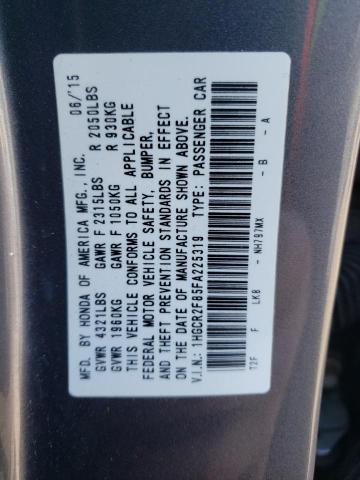 MFD. BY HONDA OF AMERICA MFG., INC. 06/'15
GVWR 4321LBS GAWR F 2315LBS R 2050LBS
GVWR 1960KG GAWR F 1050KG R 930KG
THIS VEHICLE CONFORMS TO ALL APPLICABLE
FEDERAL MOTOR VEHICLE SAFETY, BUMPER,
AND THEFT PREVENTION STANDARDS IN EFFECT
ON THE DATE OF MANUFACTURE SHOWN ABOVE.
V.I.N.: 1HGCR2F85FA225319 TYPE: PASSENGER CAR
T2F F LKB - NH797MX - B - A